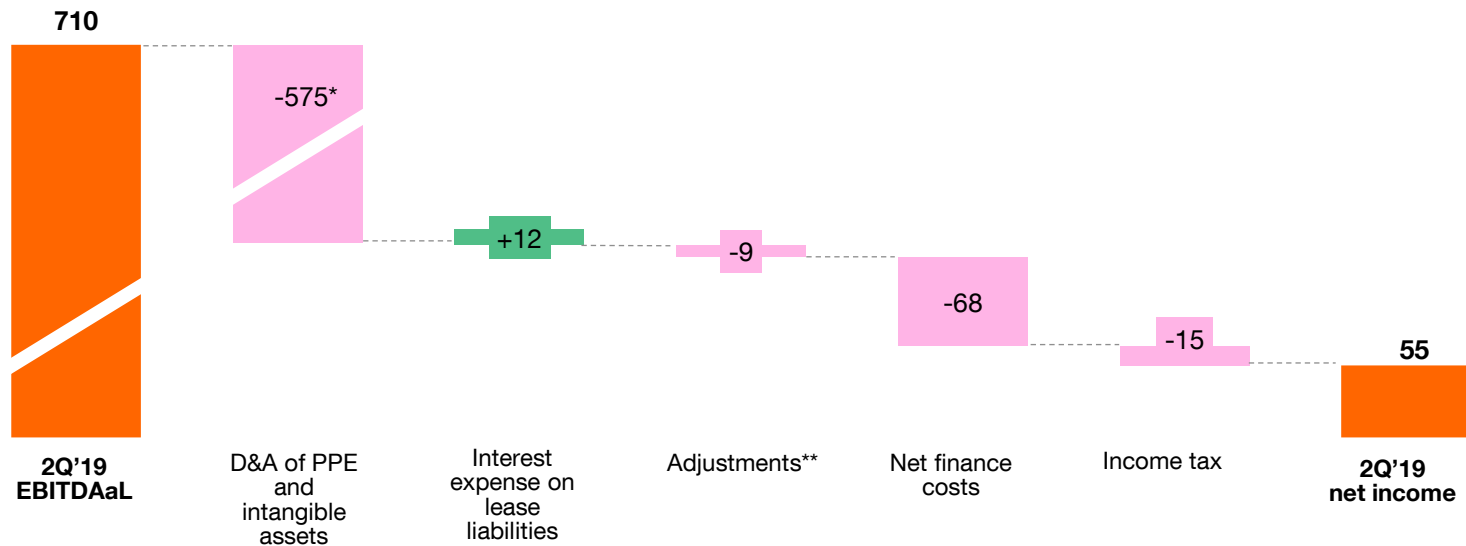 710
-575*
+12
-9
-68
-15
55
2Q’19
EBITDAaL
D&A of PPE
and
intangible
assets
Interest
expense on
lease
liabilities
Adjustments**
Net finance
costs
Income tax
2Q’19
net income